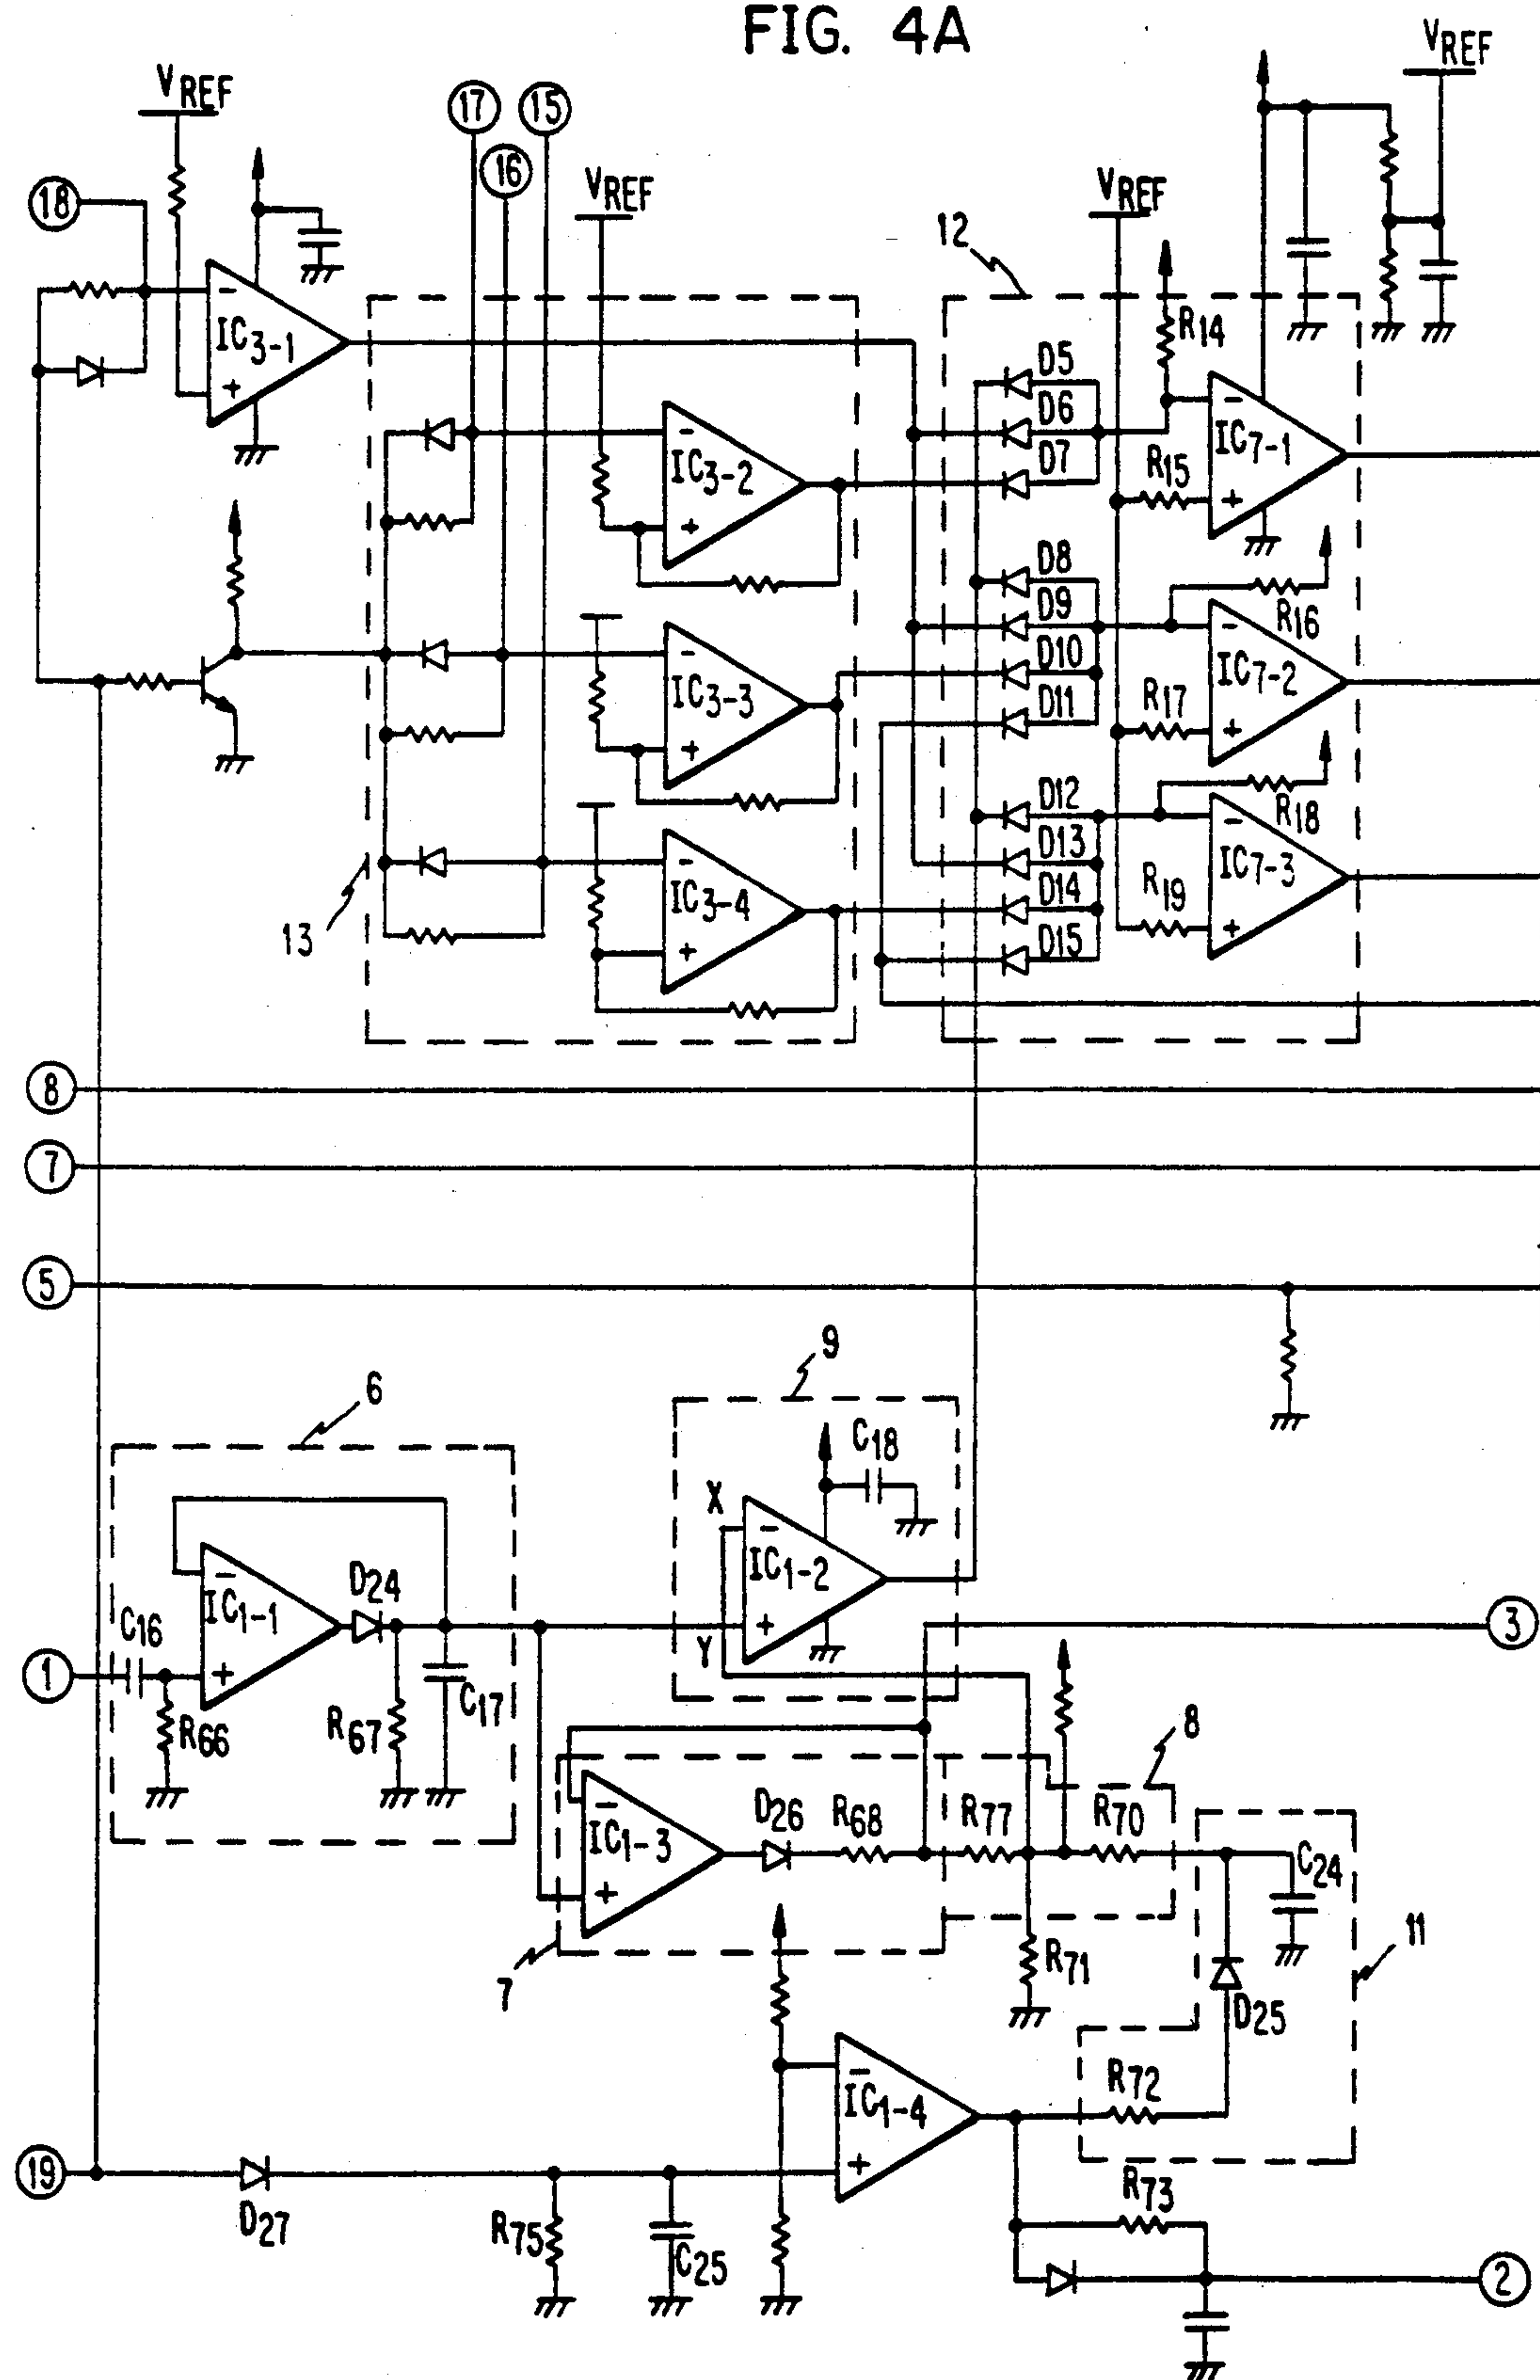 FIG. 4A
VREF
VREF
17
15
16
18
VREF
VREF
12
R14
IC3-1
−
+
D5
D6
D7
−
IC7-1
+
R15
−
IC3-2
+
D8
D9
D10
D11
R16
−
IC7-2
+
R17
−
IC3-3
+
D12
D13
D14
D15
R18
−
IC7-3
+
R19
−
IC3-4
+
13
8
7
5
9
6
C18
X
−
IC1-2
+
Y
−
IC1-1
+
D24
C16
1
R66
R67
C17
3
8
−
IC1-3
+
D26
R68
R77
R70
C24
7
R71
11
D25
−
IC1-4
+
R72
19
D27
R75
C25
R73
2